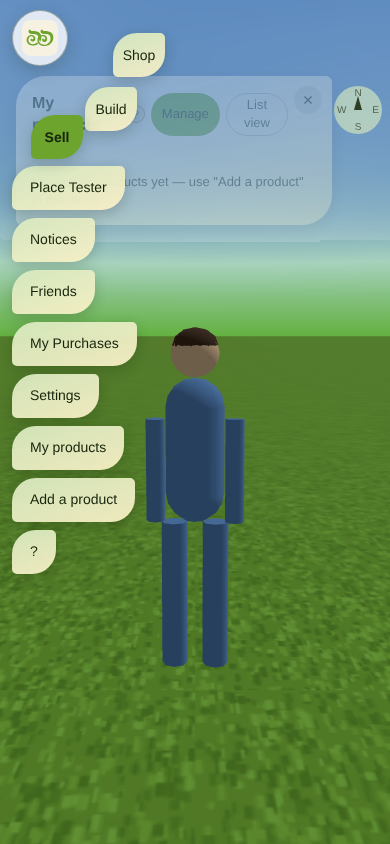 Shop
My
Build
Manage
List
view
×
N
W E
S
Sell
Place Tester
ucts yet — use "Add a product"
Notices
Friends
My Purchases
Settings
My products
Add a product
?